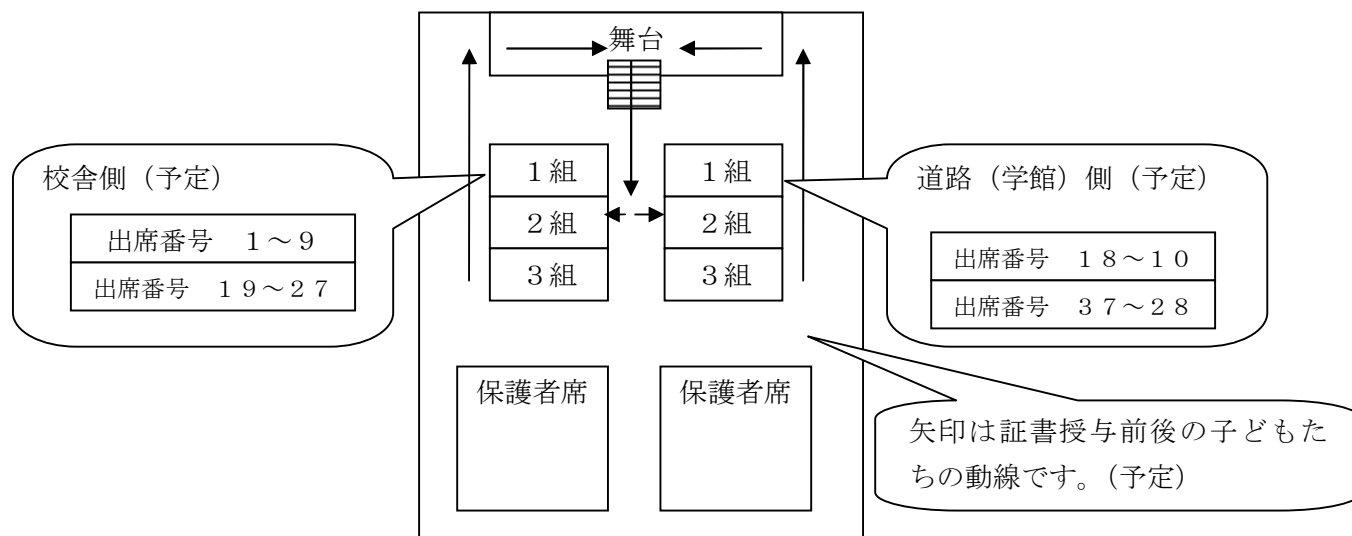 舞台
校舎側（予定）
出席番号　１～９
出席番号　１９～２７
１組
２組
３組
１組
２組
３組
道路（学館）側（予定）
出席番号　１８～１０
出席番号　３７～２８
保護者席
保護者席
矢印は証書授与前後の子どもた
ちの動線です。（予定）